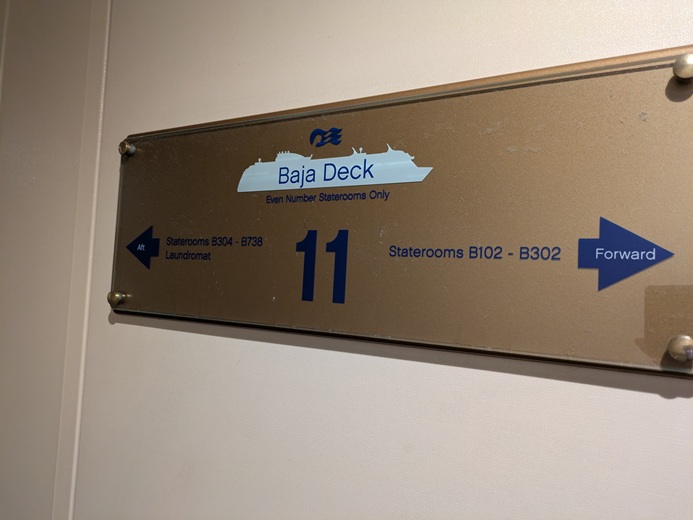 Baja Deck
Even Number Staterooms Only
Aft
Staterooms B304 - B738
Laundromat
11
Staterooms B102 - B302
Forward